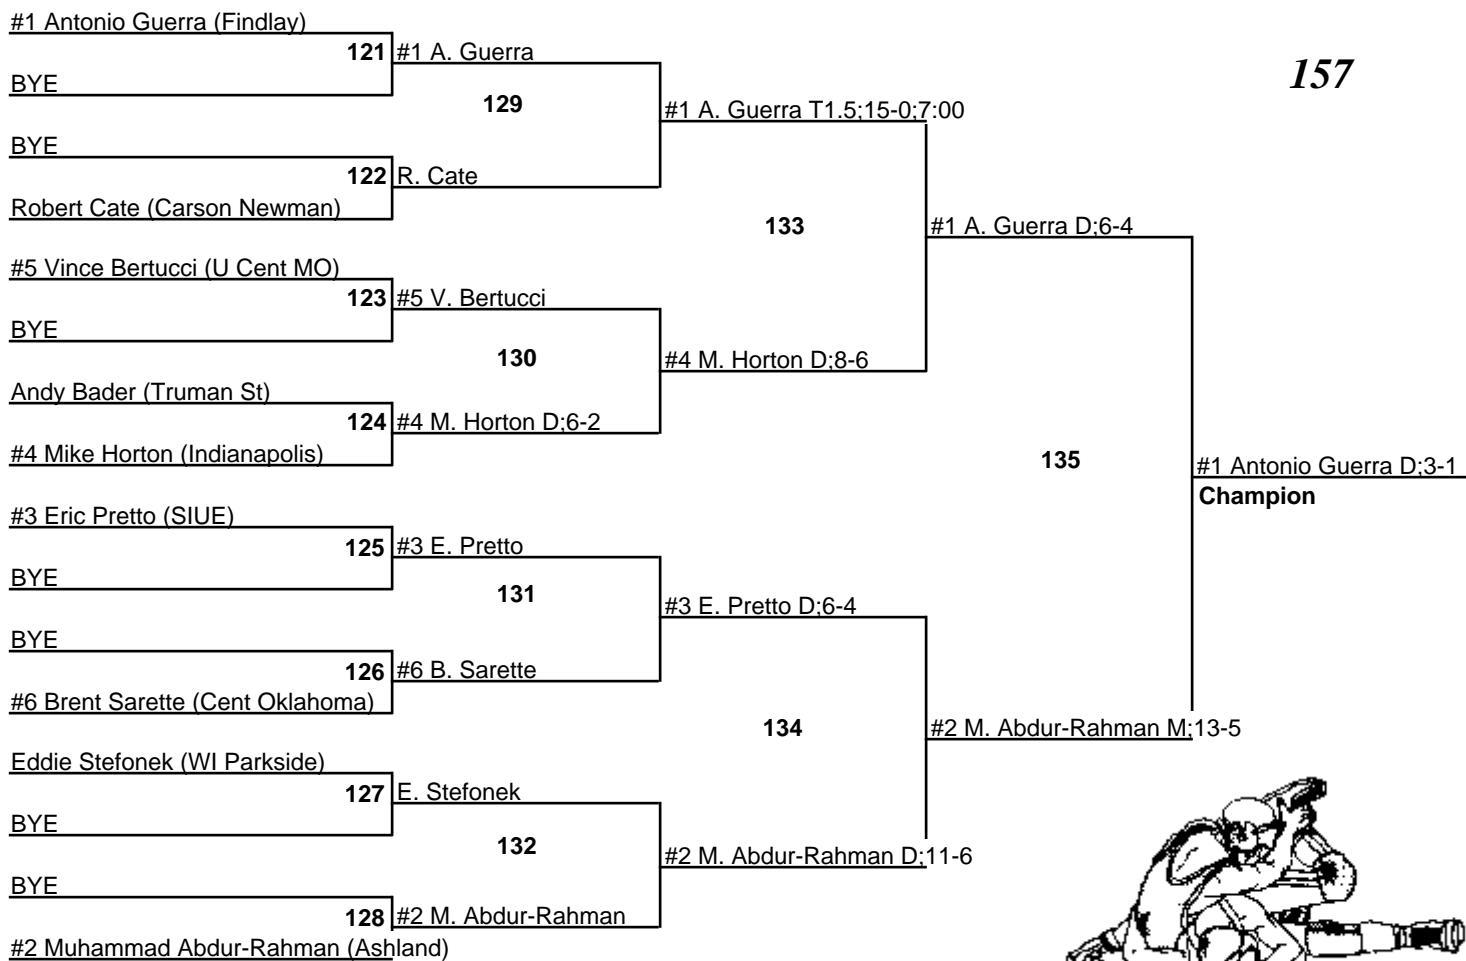 #1 Antonio Guerra (Findlay)
121 #1 A. Guerra
157
BYE
129
#1 A. Guerra T1.5;15-0;7:00
BYE
122 R. Cate
Robert Cate (Carson Newman)
133
#1 A. Guerra D;6-4
#5 Vince Bertucci (U Cent MO)
123 #5 V. Bertucci
BYE
130
#4 M. Horton D;8-6
Andy Bader (Truman St)
124 #4 M. Horton D;6-2
#4 Mike Horton (Indianapolis)
135
#1 Antonio Guerra D;3-1
Champion
#3 Eric Pretto (SIUE)
125 #3 E. Pretto
BYE
131
#3 E. Pretto D;6-4
BYE
126 #6 B. Sarette
#6 Brent Sarette (Cent Oklahoma)
134
#2 M. Abdur-Rahman M;13-5
Eddie Stefonek (WI Parkside)
127 E. Stefonek
BYE
132
#2 M. Abdur-Rahman D;11-6
BYE
128 #2 M. Abdur-Rahman
#2 Muhammad Abdur-Rahman (Ashland)